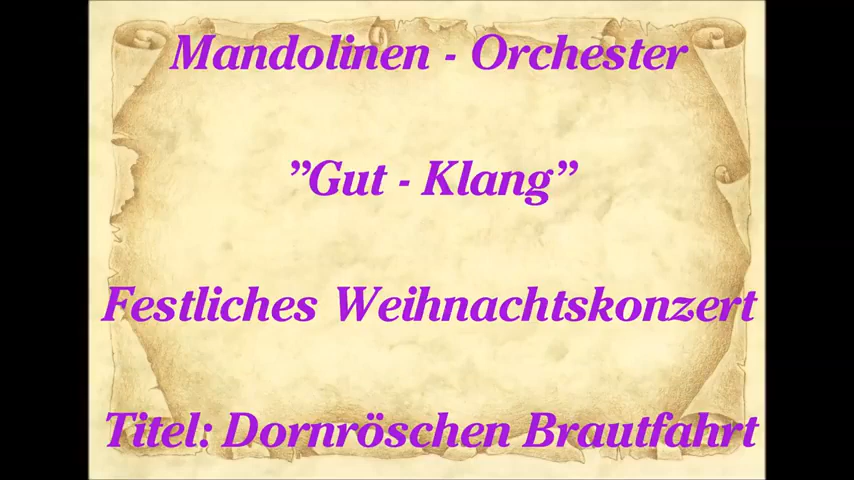 Mandolinen - Orchester
"Gut - Klang"
Festliches Weihnachtskonzert
Titel: Dornröschen Brautfahrt